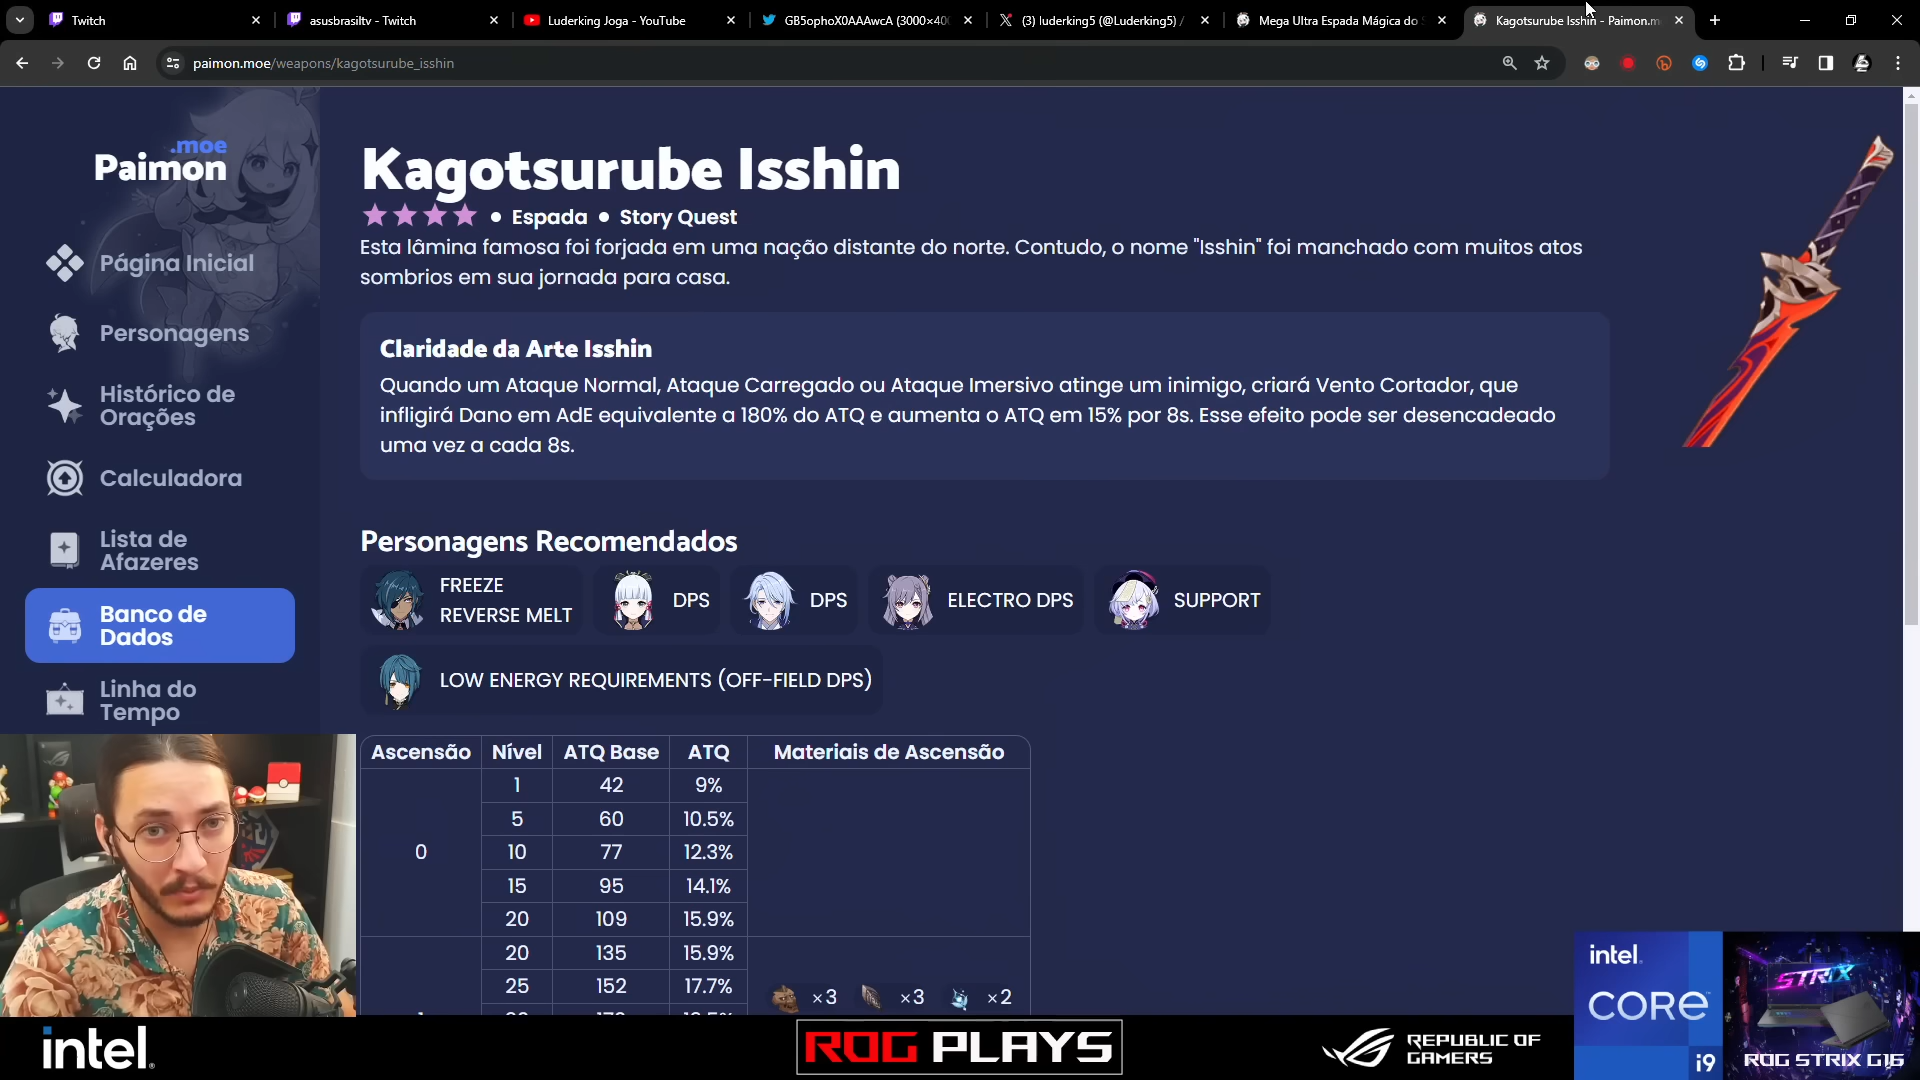 Twitch
asusbrasiltv - Twitch
Luderking Joga - YouTube
GB5ophoX0AAAwcA (3000×40
(3) luderking5 (@Luderking5) /
Mega Ultra Espada Mágica do
Kagotsurube Isshin - Paimon.m
paimon.moe/weapons/kagotsurube_isshin
.moe
Paimon
Página Inicial
Personagens
Histórico de
Orações
Calculadora
Lista de
Afazeres
Banco de
Dados
Linha do
Tempo
Kagotsurube Isshin
• Espada • Story Quest
Esta lâmina famosa foi forjada em uma nação distante do norte. Contudo, o nome "Isshin" foi manchado com muitos atos
sombrios em sua jornada para casa.
Claridade da Arte Isshin
Quando um Ataque Normal, Ataque Carregado ou Ataque Imersivo atinge um inimigo, criará Vento Cortador, que
infligirá Dano em AdE equivalente a 180% do ATQ e aumenta o ATQ em 15% por 8s. Esse efeito pode ser desencadeado
uma vez a cada 8s.
Personagens Recomendados
FREEZE
REVERSE MELT
DPS
DPS
ELECTRO DPS
SUPPORT
LOW ENERGY REQUIREMENTS (OFF-FIELD DPS)
Ascensão Nível ATQ Base ATQ Materiais de Ascensão
0
1 42 9%
5 60 10.5%
10 77 12.3%
15 95 14.1%
20 109 15.9%
20 135 15.9%
25 152 17.7%
×3 ×3 ×2
intel.
ROG PLAYS
REPUBLIC OF
GAMERS
intel.
CORE
i9
STRIX
ROG STRIX G16